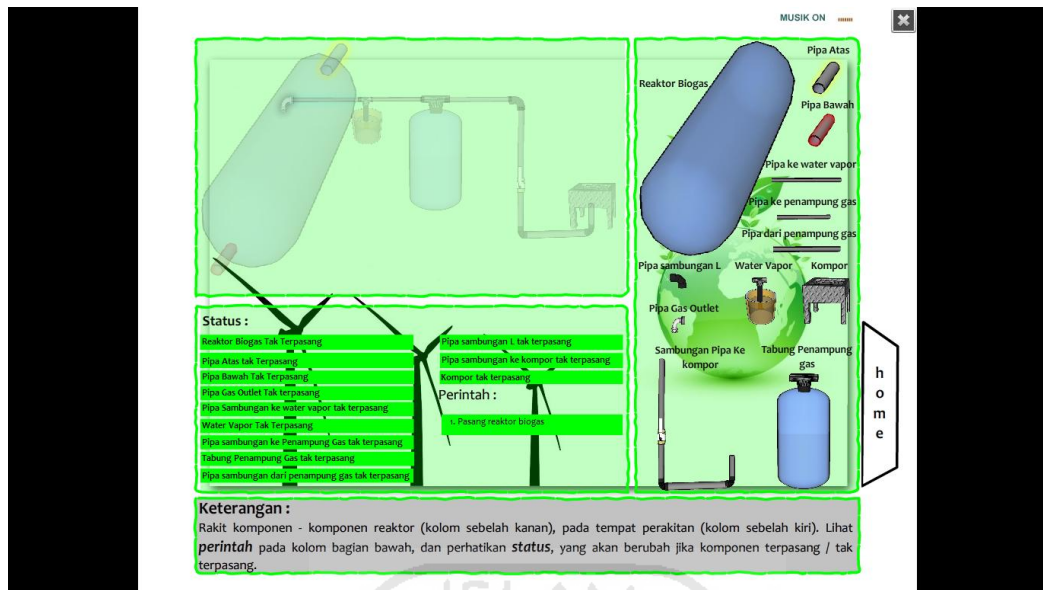 MUSIK ON
Pipa Atas
Reaktor Biogas
Pipa Bawah
Pipa ke water vapor
Pipa ke penampung gas
Pipa dari penampung gas
Pipa sambungan L
Water Vapor
Kompor
Pipa Gas Outlet
Sambungan Pipa Ke
kompor
Tabung Penampung
gas
home
Status :
Reaktor Biogas Tak Terpasang
Pipa Atas tak Terpasang
Pipa Bawah Tak Terpasang
Pipa Gas Outlet Tak terpasang
Pipa Sambungan ke water vapor tak terpasang
Water Vapor Tak Terpasang
Pipa sambungan ke Penampung Gas tak terpasang
Tabung Penampung Gas tak terpasang
Pipa sambungan dari penampung gas tak terpasang
Pipa sambungan L tak terpasang
Pipa sambungan ke kompor tak terpasang
Kompor tak terpasang
Perintah :
1. Pasang reaktor biogas
Keterangan :
Rakit komponen - komponen reaktor (kolom sebelah kanan), pada tempat perakitan (kolom sebelah kiri). Lihat
perintah pada kolom bagian bawah, dan perhatikan status, yang akan berubah jika komponen terpasang / tak
terpasang.